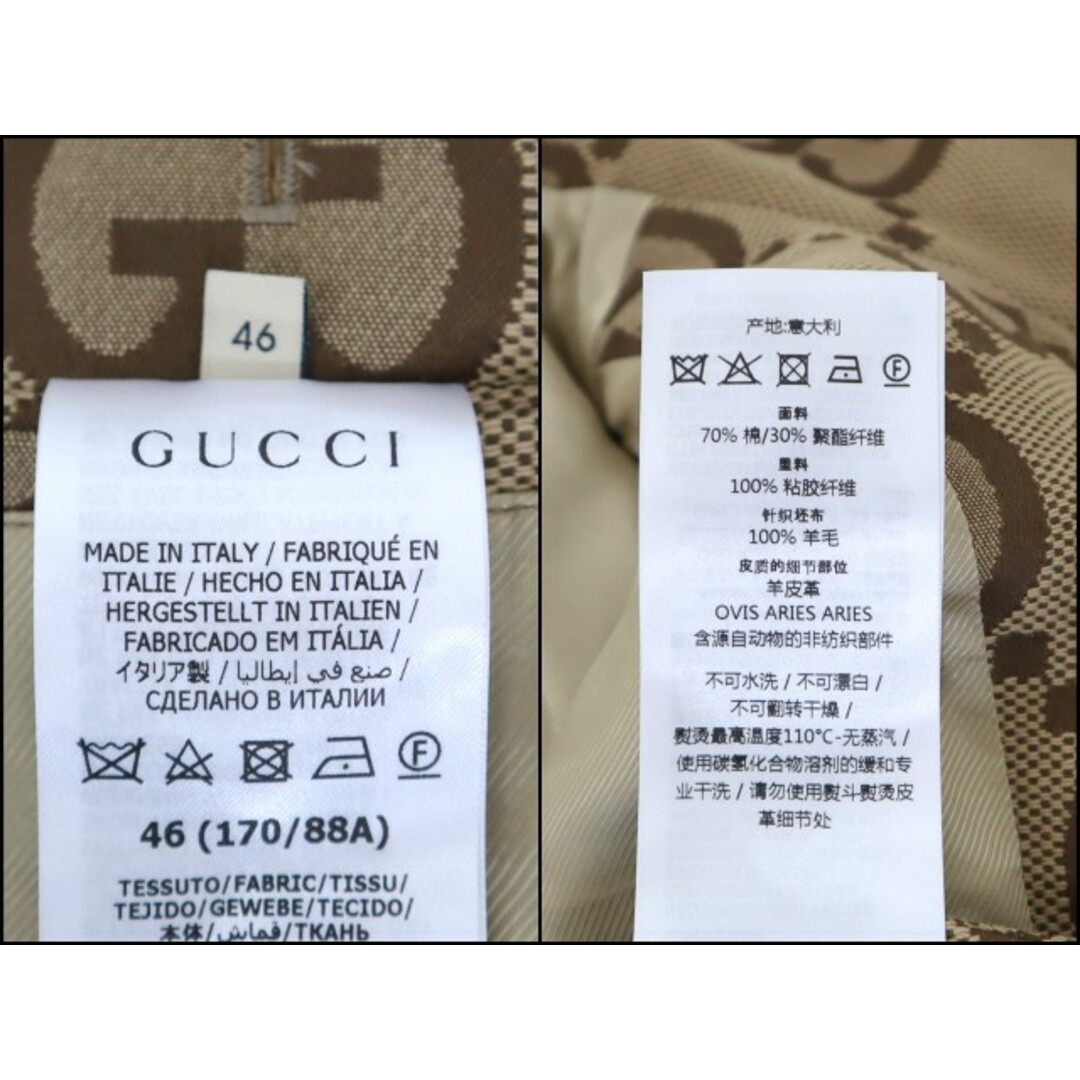 46
GUCCI
MADE IN ITALY / FABRIQUÉ EN
ITALIE / HECHO EN ITALIA /
HERGESTELLT IN ITALIEN /
FABRICADO EM ITÁLIA /
イタリア製 / صنع في إيطاليا /
СДЕЛАНО В ИТАЛИИ
F
46 (170/88A)
TESSUTO/FABRIC/TISSU/
TEJIDO/GEWEBE/TECIDO/
本体/قماش/ТКАНЬ
产地:意大利
F
面料
70% 棉/30% 聚酯纤维
里料
100% 粘胶纤维
针织坯布
100% 羊毛
皮质的细节部位
羊皮革
OVIS ARIES ARIES
含源自动物的非纺织部件
不可水洗 / 不可漂白 /
不可翻转干燥 /
熨烫最高温度110°C-无蒸汽 /
使用碳氢化合物溶剂的缓和专
业干洗 / 请勿使用熨斗熨烫皮
革细节处